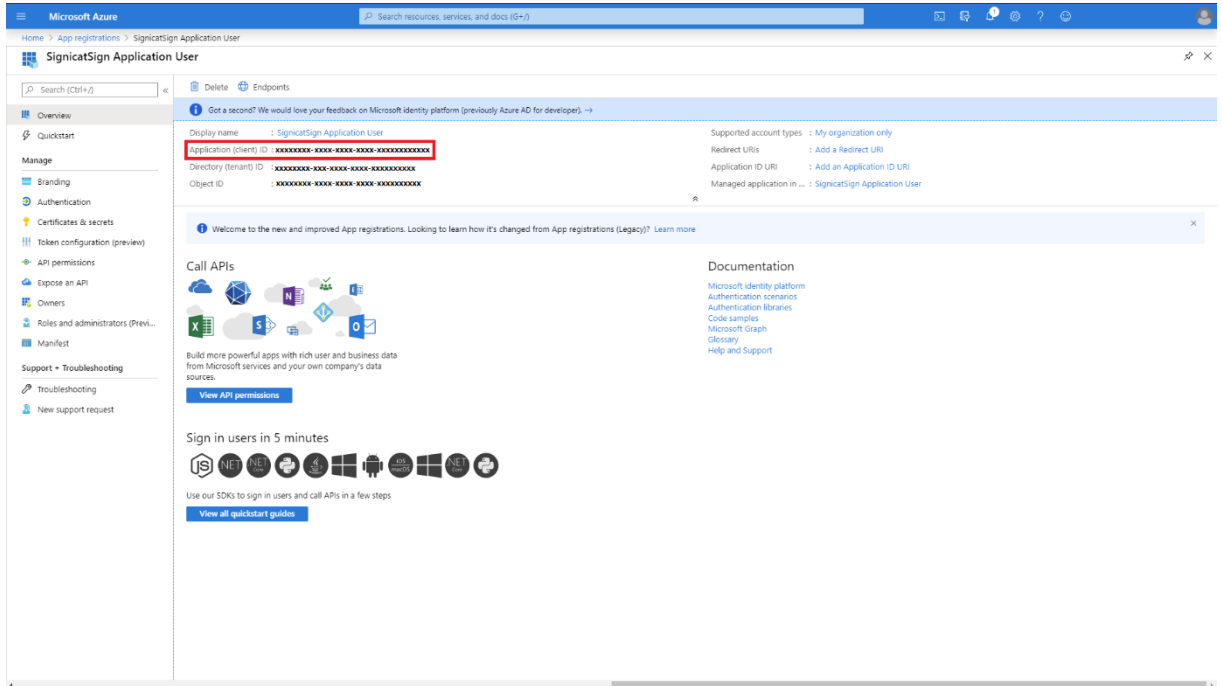 Microsoft Azure
Search resources, services, and docs (G+/)
1
Home > App registrations > SignicatSign Application User
SignicatSign Application User
Search (Ctrl+/)
«
Overview
Quickstart
Manage
Branding
Authentication
Certificates & secrets
Token configuration (preview)
API permissions
Expose an API
Owners
Roles and administrators (Previ...
Manifest
Support + Troubleshooting
Troubleshooting
New support request
Delete Endpoints
Got a second? We would love your feedback on Microsoft identity platform (previously Azure AD for developer). →
Display name : SignicatSign Application User
Application (client) ID : xxxxxxxx-xxxx-xxxx-xxxx-xxxxxxxxxxxx
Directory (tenant) ID : xxxxxxxx-xxx-xxxx-xxxx-xxxxxxxxxx
Object ID : xxxxxxxx-xxxx-xxxx-xxxx-xxxxxxxxxx
Supported account types : My organization only
Redirect URIs : Add a Redirect URI
Application ID URI : Add an Application ID URI
Managed application in ... : SignicatSign Application User
Welcome to the new and improved App registrations. Looking to learn how it's changed from App registrations (Legacy)? Learn more
Call APIs
Build more powerful apps with rich user and business data
from Microsoft services and your own company's data
sources.
View API permissions
Sign in users in 5 minutes
Use our SDKs to sign in users and call APIs in a few steps
View all quickstart guides
Documentation
Microsoft identity platform
Authentication scenarios
Authentication libraries
Code samples
Microsoft Graph
Glossary
Help and Support